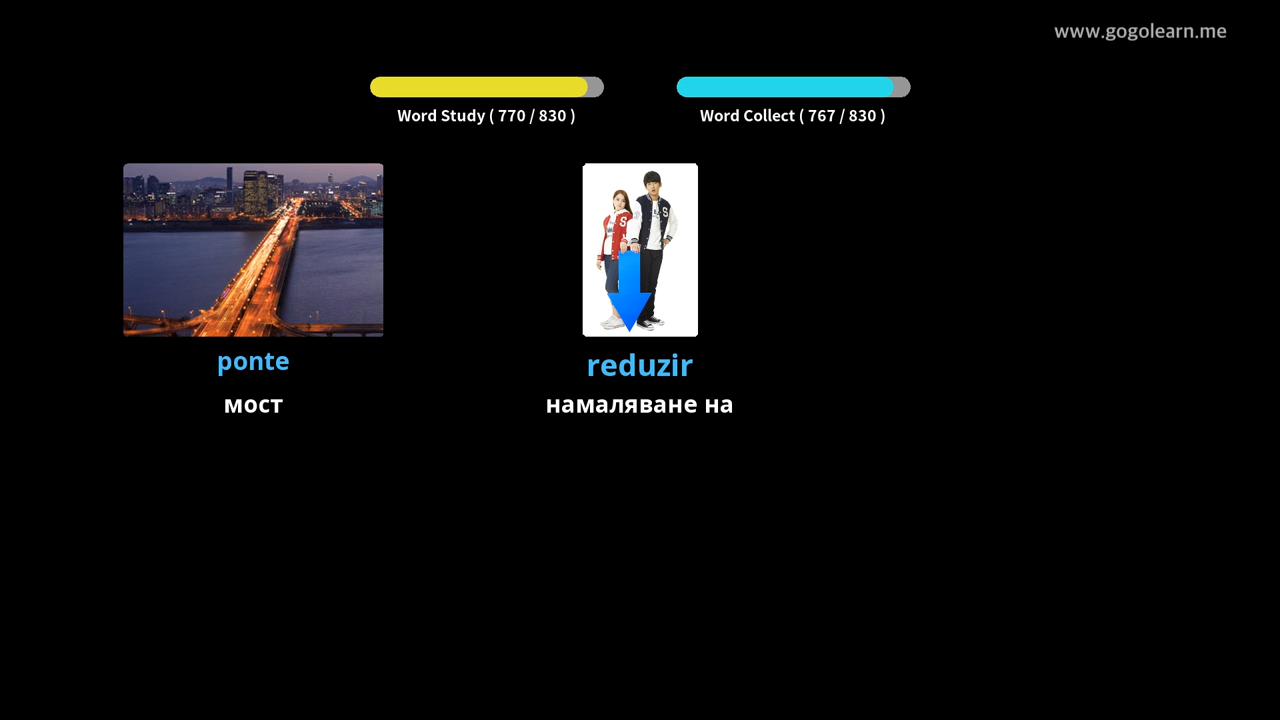 www.gogolearn.me
Word Study ( 770 / 830 )
Word Collect ( 767 / 830 )
ponte
мост
reduzir
намаляване на